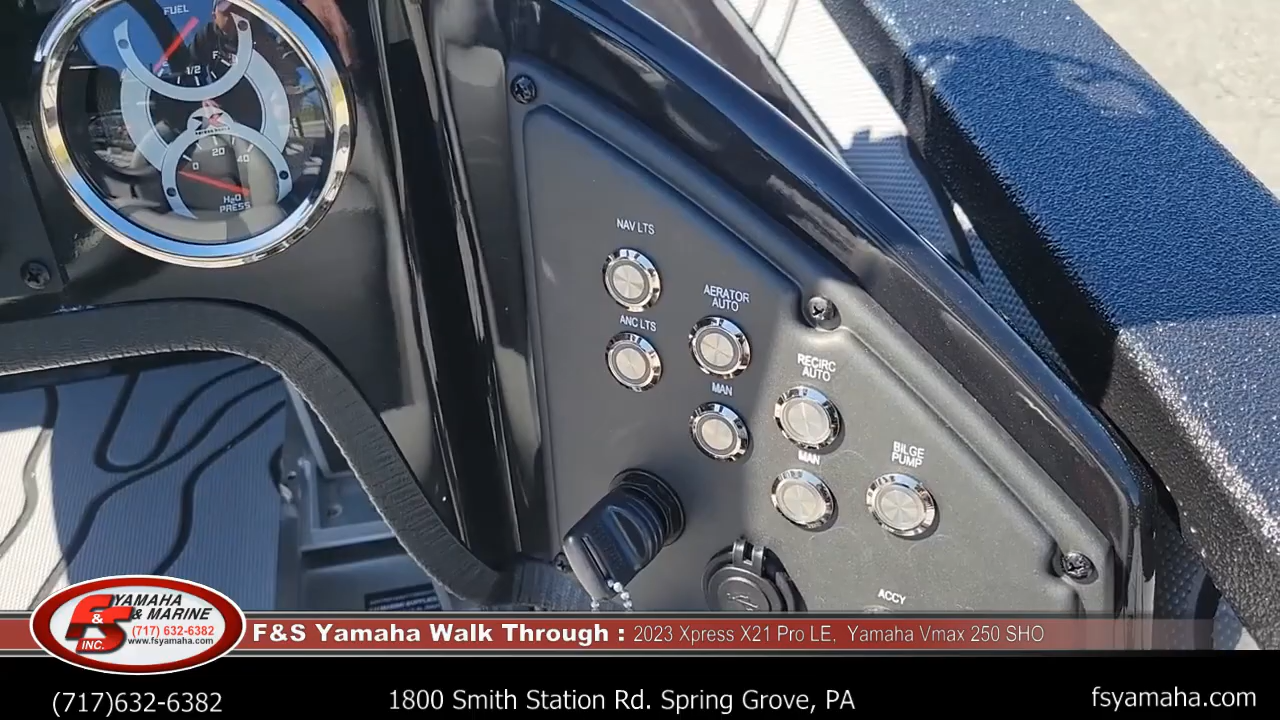 FUEL
1/2
F
0 20 40
H2O
PRESS
NAV LTS
ANC LTS
AERATOR
AUTO
MAN
RECIRC
AUTO
MAN
BILGE
PUMP
ACCY
F&S
INC.
YAMAHA
& MARINE
(717) 632-6382
www.fsyamaha.com
F&S Yamaha Walk Through : 2023 Xpress X21 Pro LE, Yamaha Vmax 250 SHO
(717)632-6382
1800 Smith Station Rd. Spring Grove, PA
fsyamaha.com